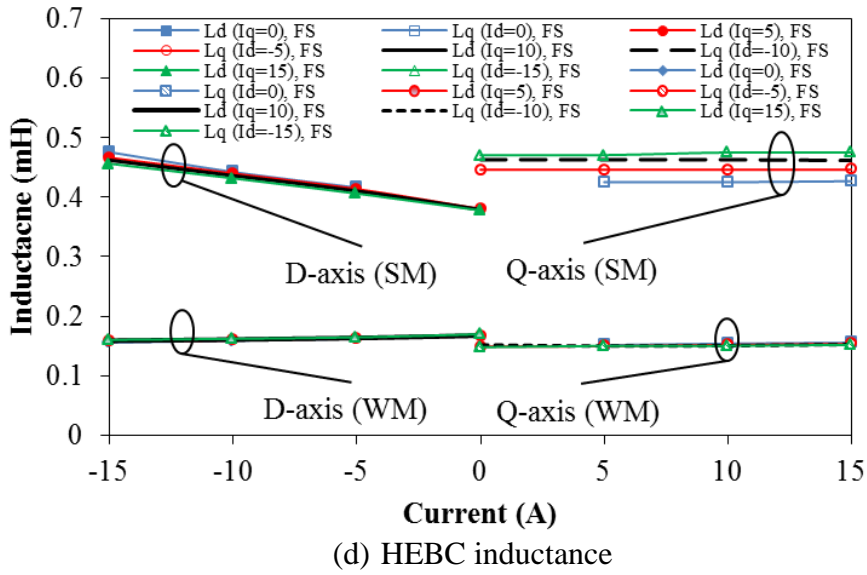 0.7
0.6
0.5
0.4
0.3
0.2
0.1
0
Inductacne (mH)
Ld (Iq=0), FS Lq (Id=0), FS Ld (Iq=5), FS
Lq (Id=-5), FS Ld (Iq=10), FS Lq (Id=-10), FS
Ld (Iq=15), FS Lq (Id=-15), FS Ld (Iq=0), FS
Lq (Id=0), FS Ld (Iq=5), FS Lq (Id=-5), FS
Ld (Iq=10), FS Lq (Id=-10), FS Ld (Iq=15), FS
Lq (Id=-15), FS
D-axis (SM) Q-axis (SM)
D-axis (WM) Q-axis (WM)
-15 -10 -5 0 5 10 15
Current (A)
(d) HEBC inductance